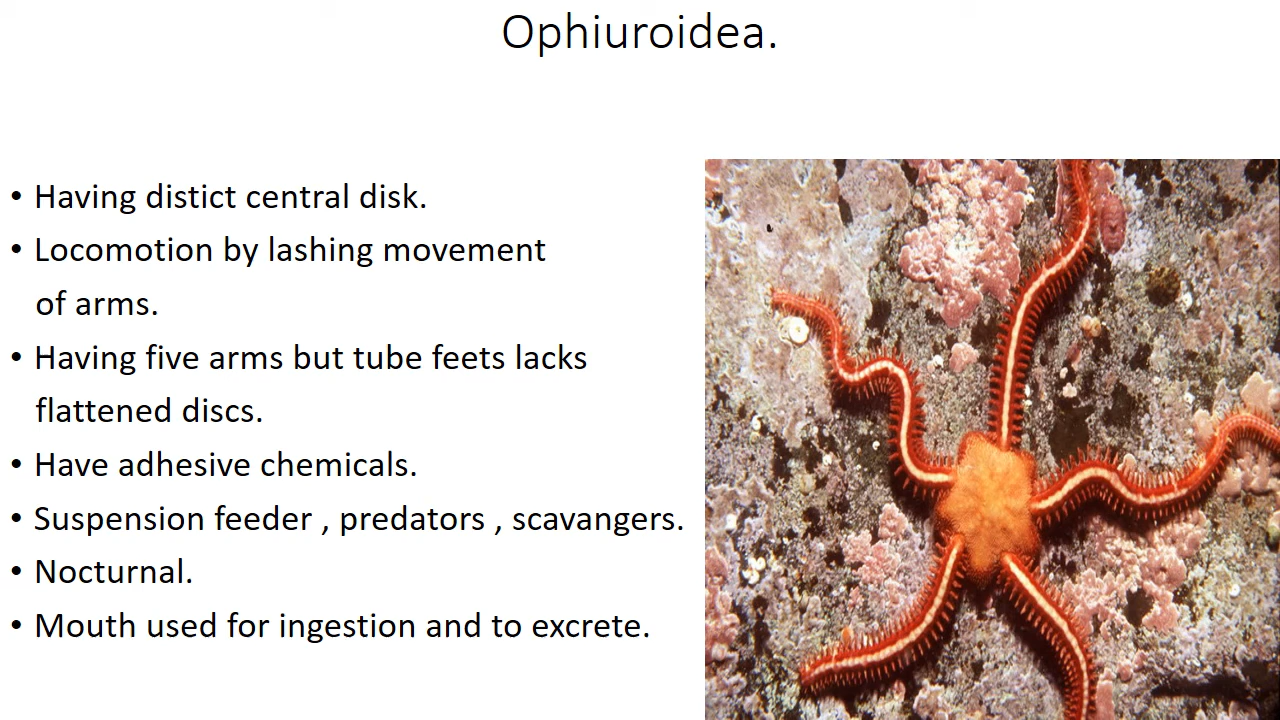 Ophiuroidea.
• Having distict central disk.
• Locomotion by lashing movement
of arms.
• Having five arms but tube feets lacks
flattened discs.
• Have adhesive chemicals.
• Suspension feeder , predators , scavangers.
• Nocturnal.
• Mouth used for ingestion and to excrete.